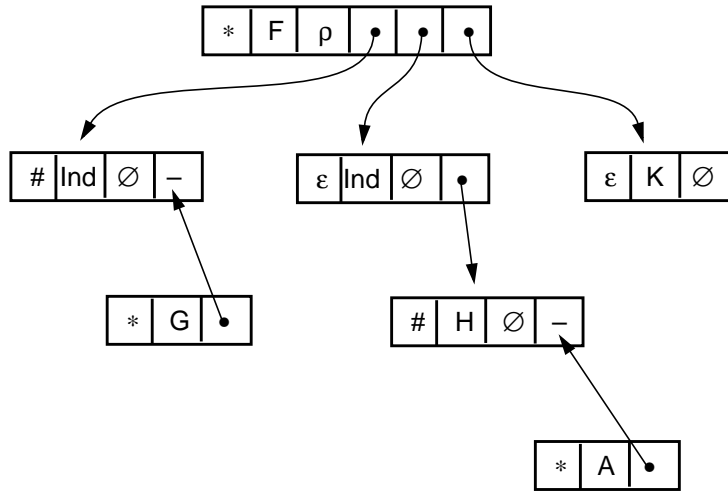 * F ρ
# Ind ∅ –
ε Ind ∅
ε K ∅
* G
# H ∅ –
* A